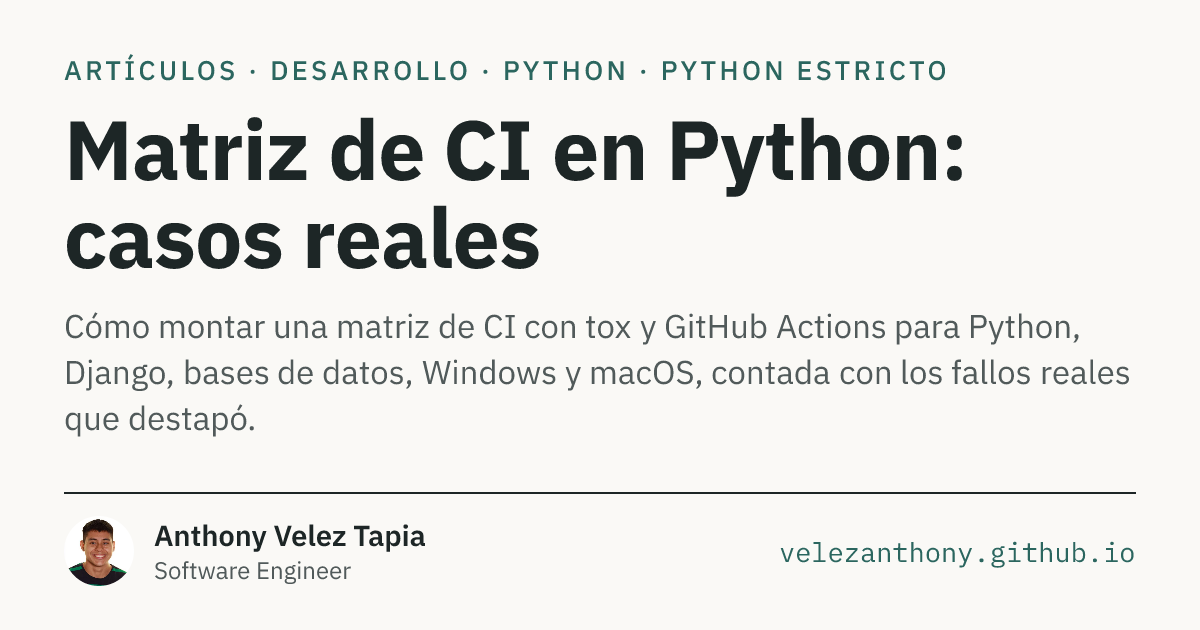 ARTÍCULOS · DESARROLLO · PYTHON · PYTHON ESTRICTO
Matriz de CI en Python:
casos reales
Cómo montar una matriz de CI con tox y GitHub Actions para Python,
Django, bases de datos, Windows y macOS, contada con los fallos reales
que destapó.
Anthony Velez Tapia
Software Engineer
velezanthony.github.io